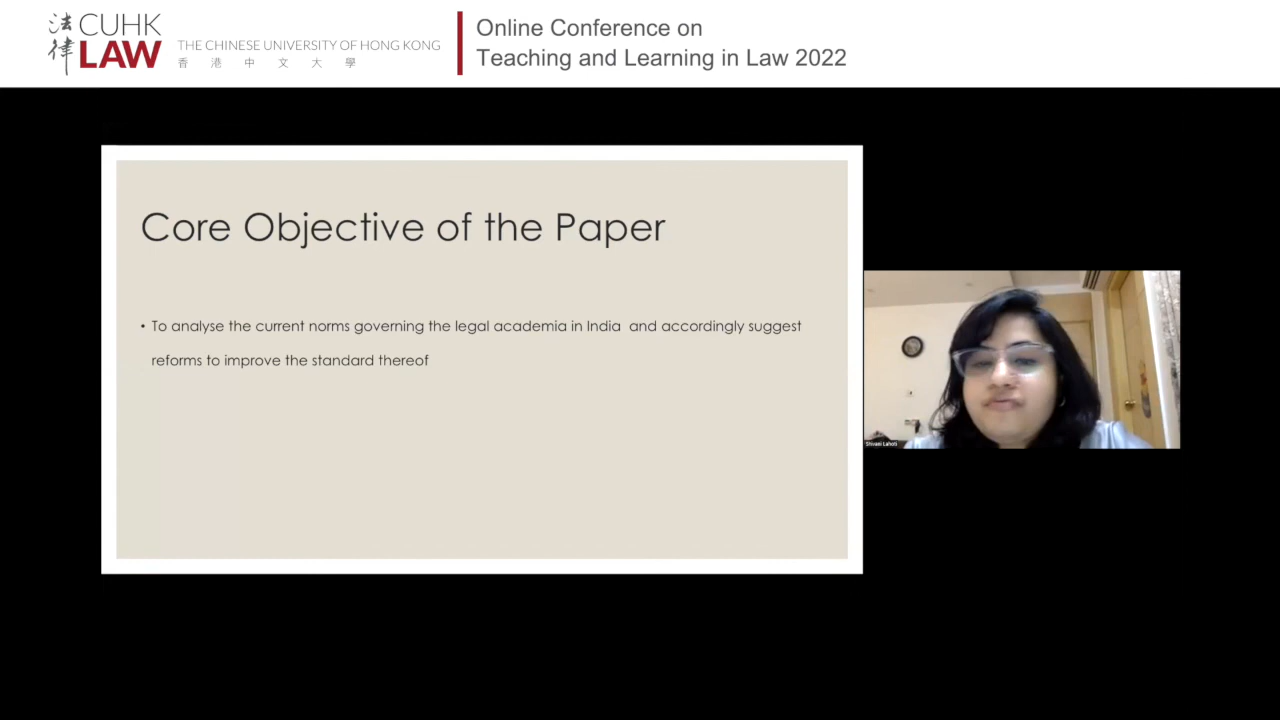 法律 CUHK LAW
THE CHINESE UNIVERSITY OF HONG KONG
香港中文大學
Online Conference on
Teaching and Learning in Law 2022
Core Objective of the Paper
• To analyse the current norms governing the legal academia in India and accordingly suggest
reforms to improve the standard thereof
Shivani Lahoti